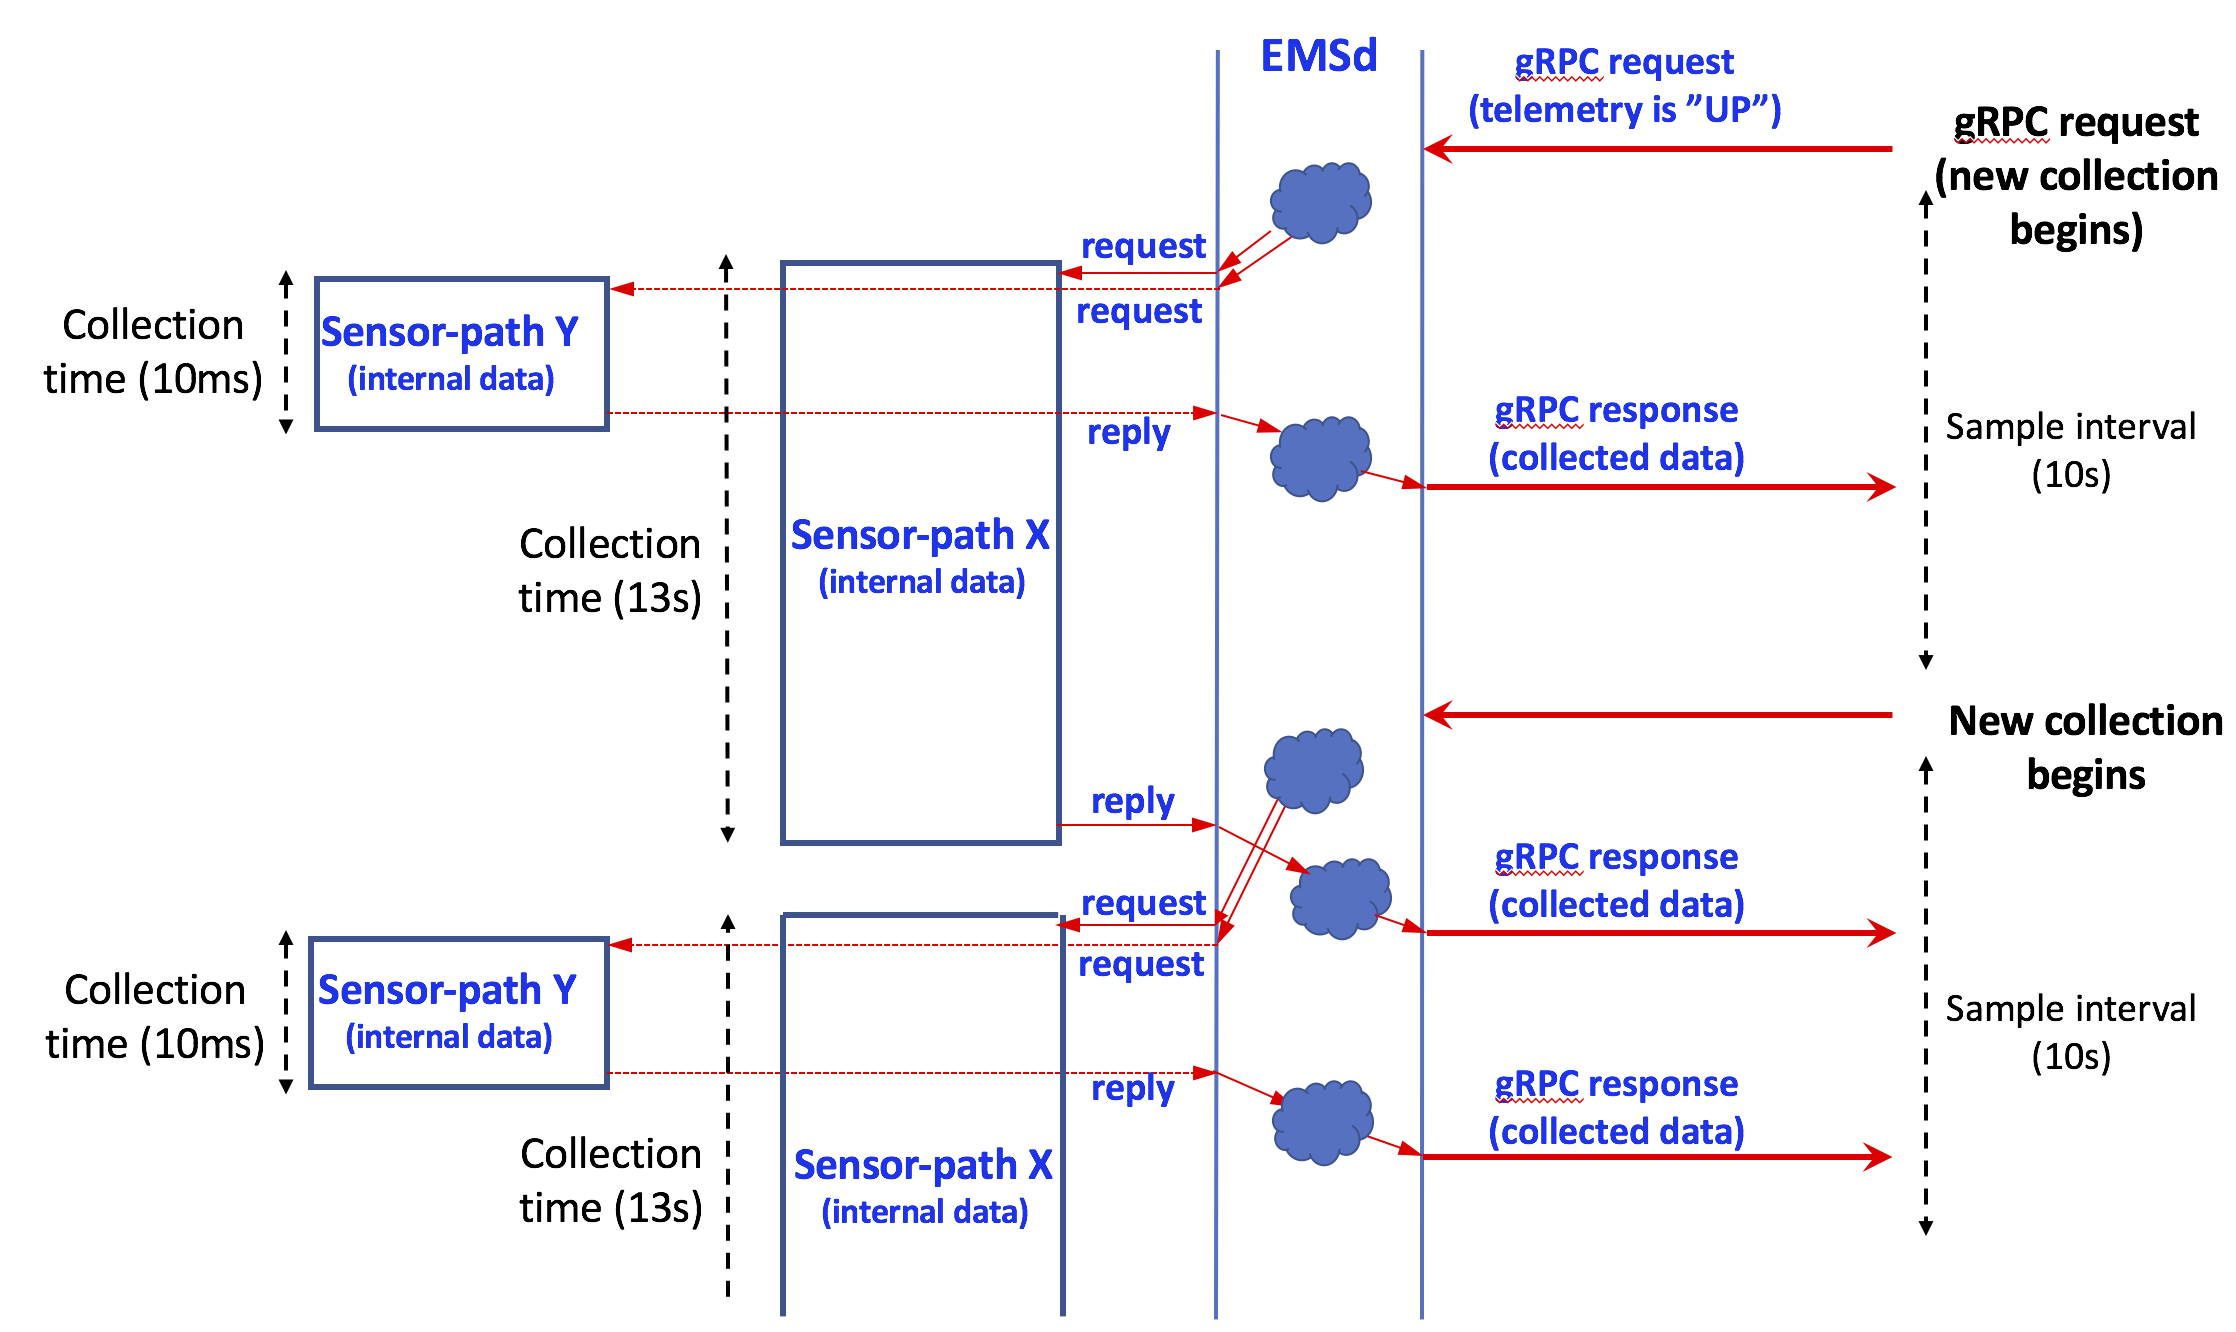 EMSd
gRPC request
(telemetry is ”UP”)
gRPC request
(new collection
begins)
request
request
Collection
time (10ms)
Sensor-path Y
(internal data)
reply
gRPC response
(collected data)
Sample interval
(10s)
Collection
time (13s)
Sensor-path X
(internal data)
New collection
begins
reply
gRPC response
(collected data)
request
request
Collection
time (10ms)
Sensor-path Y
(internal data)
Sample interval
(10s)
reply
gRPC response
(collected data)
Collection
time (13s)
Sensor-path X
(internal data)